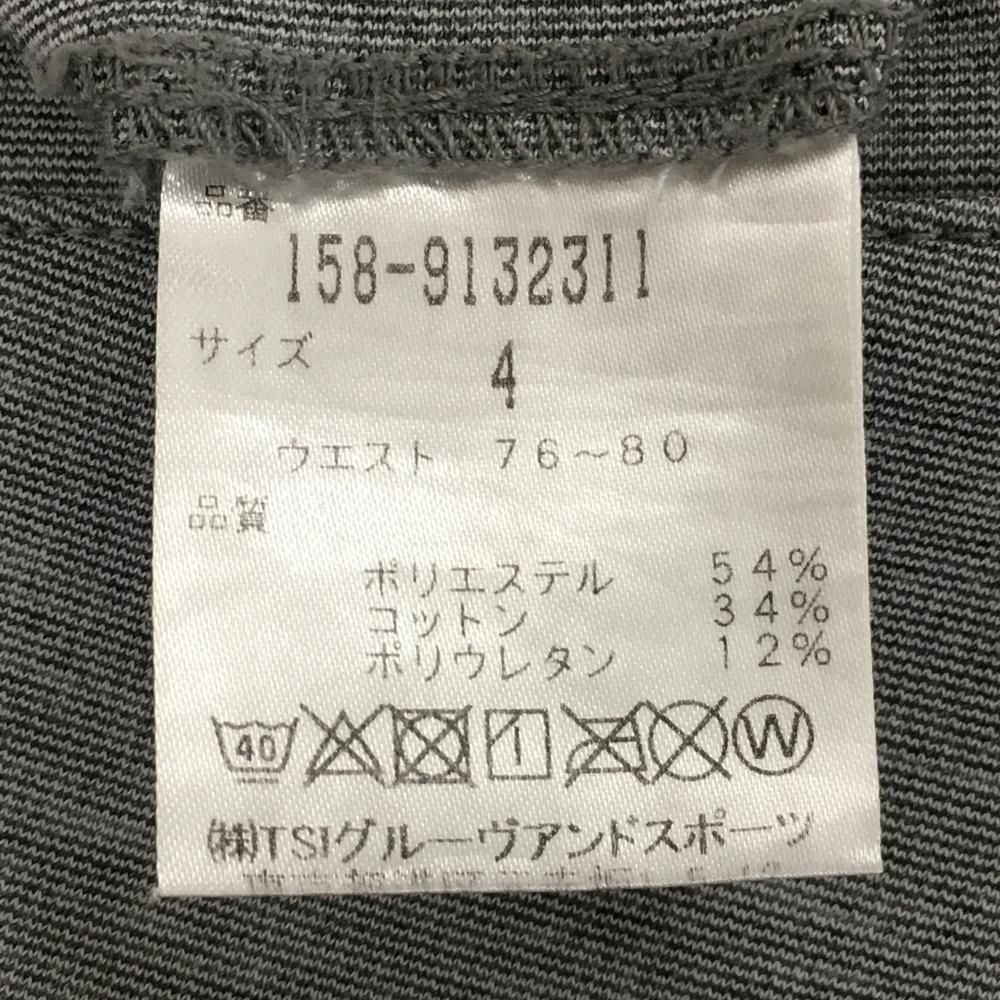 品番
158-9132311
サイズ
4
ウエスト 76~80
品質
ポリエステル 54%
コットン 34%
ポリウレタン 12%
40 W
㈱TSIグルーヴアンドスポーツ